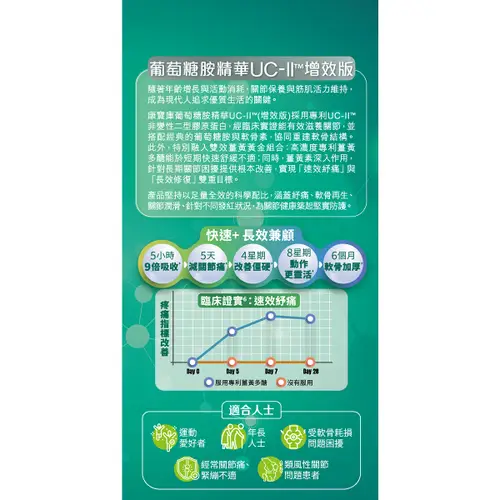 葡萄糖胺精華UC-II™增效版
隨著年齡增長與活動消耗，關節保養與筋肌活力維持，
成為現代人追求優質生活的關鍵。
康寶庫葡萄糖胺精華UC-II™(增效版)採用專利UC-II™
非變性二型膠原蛋白，經臨床實證能有效滋養關節，並
搭配經典的葡萄糖胺與軟骨素，協同重建軟骨結構。
此外，特別融入雙效薑黃黃金組合：高濃度專利薑黃
多醣能於短期快速舒緩不適；同時，薑黃素深入作用，
針對長期關節困擾提供根本改善，實現「速效紓痛」與
「長效修復」雙重目標。
產品堅持以足量全效的科學配比，涵蓋紓痛、軟骨再生、
關節潤滑、針對不同發紅狀況，為關節健康築起堅實防護。
快速+ 長效兼顧
5小時
9倍吸收
5天
減關節痛
4星期
改善僵硬
8星期
動作
更靈活
6個月
軟骨加厚
臨床證實：速效紓痛
疼痛指標改善
Day 0 Day 5 Day 7 Day 28
服用專利薑黃多醣 沒有服用
適合人士
運動
愛好者
年長
人士
受軟骨耗損
問題困擾
經常關節痛、
緊繃不適
類風性關節
問題患者